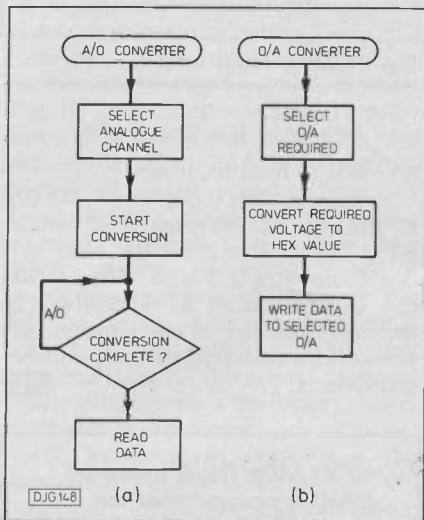 A/O CONVERTER
SELECT
ANALOGUE
CHANNEL
START
CONVERSION
A/O
CONVERSION
COMPLETE ?
READ
DATA
(a)
O/A CONVERTER
SELECT
O/A
REQUIRED
CONVERT REQUIRED
VOLTAGE TO
HEX VALUE
WRITE DATA
TO SELECTED
O/A
(b)
DJG148